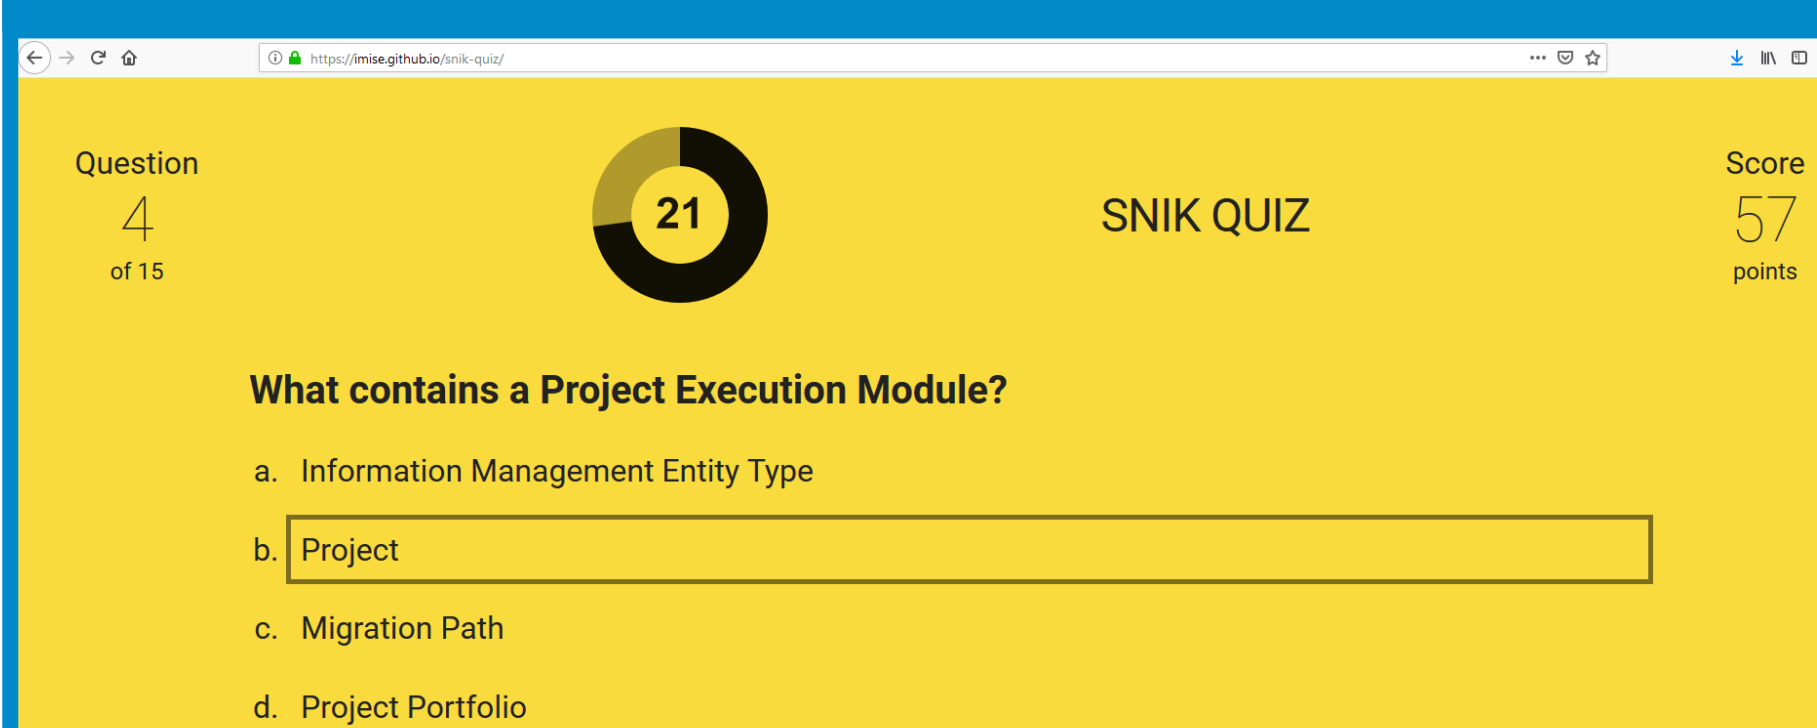 https://imise.github.io/snik-quiz/
Question
4
of 15
21
SNIK QUIZ
Score
57
points
What contains a Project Execution Module?
a. Information Management Entity Type
b. Project
c. Migration Path
d. Project Portfolio